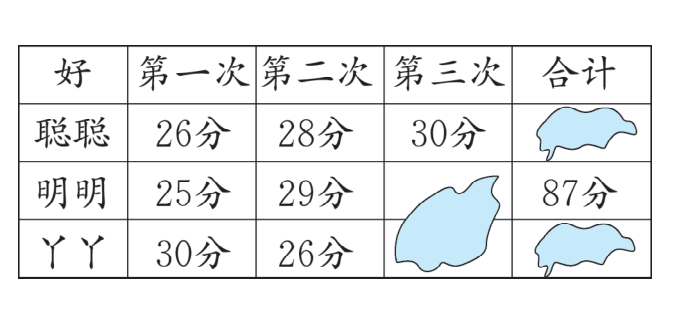 好 第一次 第二次 第三次 合计
聪聪 26分 28分 30分
明明 25分 29分 87分
丫丫 30分 26分